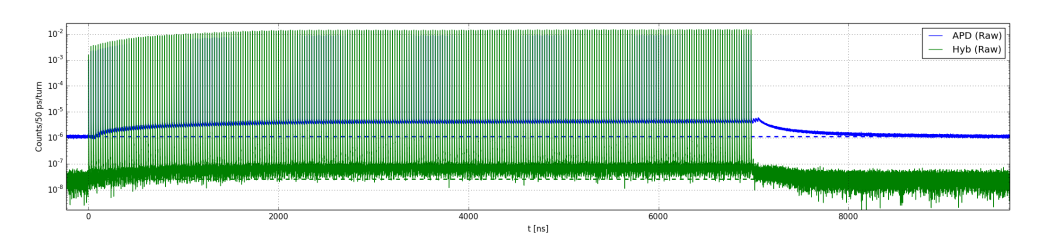 10⁻²
10⁻³
10⁻⁴
10⁻⁵
10⁻⁶
10⁻⁷
10⁻⁸
Counts/50 ps/turn
APD (Raw)
Hyb (Raw)
0 2000 4000 6000 8000
t [ns]